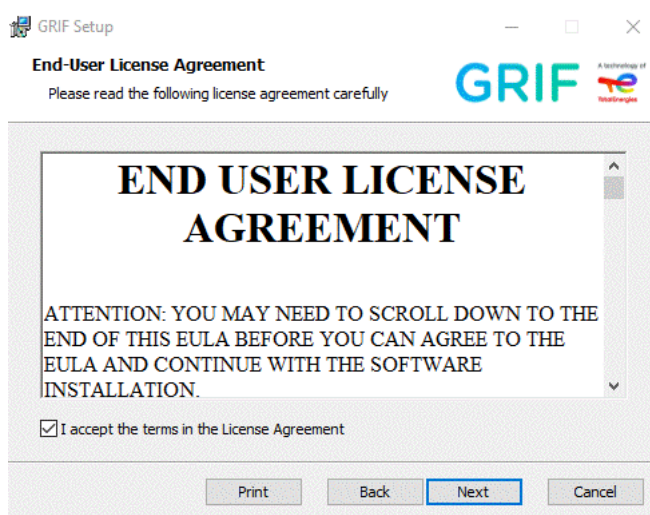 GRIF Setup
End-User License Agreement
Please read the following license agreement carefully
GRIF
A technology of
TotalEnergies
END USER LICENSE
AGREEMENT
ATTENTION: YOU MAY NEED TO SCROLL DOWN TO THE
END OF THIS EULA BEFORE YOU CAN AGREE TO THE
EULA AND CONTINUE WITH THE SOFTWARE
INSTALLATION.
I accept the terms in the License Agreement
Print Back Next Cancel